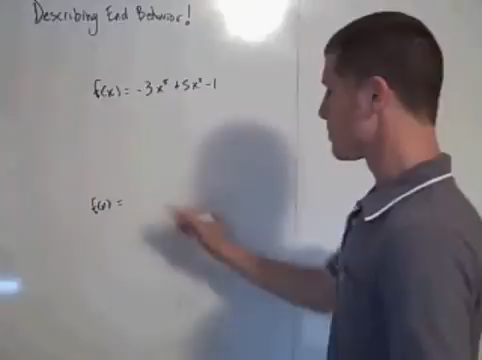 Describing End Behavior!
f(x) = -3x⁵ + 5x² - 1
f(x) =